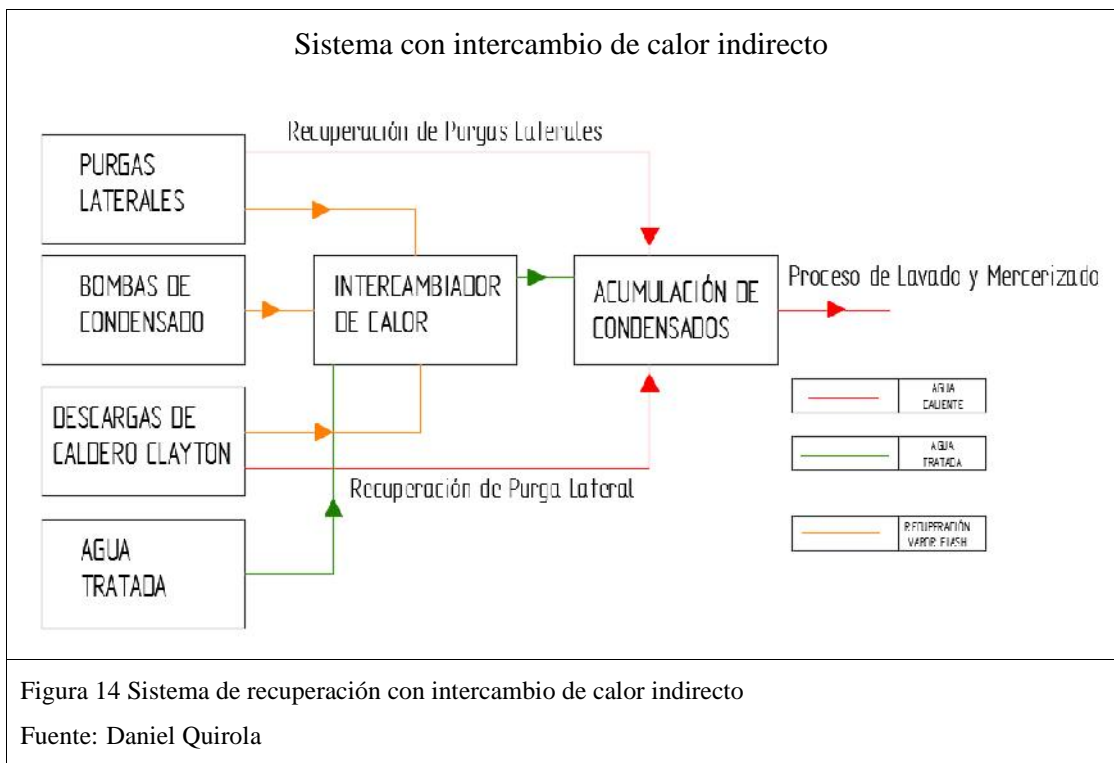 Sistema con intercambio de calor indirecto
Recuperación de Purgas Laterales
PURGAS
LATERALES
BOMBAS DE
CONDENSADO
INTERCAMBIADOR
DE CALOR
ACUMULACIÓN DE
CONDENSADOS
Proceso de Lavado y Mercerizado
DESCARGAS DE
CALDERO CLAYTON
Recuperación de Purga Lateral
AGUA
TRATADA
AGUA
CALIENTE
AGUA
TRATADA
RECUPERACIÓN
VAPOR FLASH
Figura 14 Sistema de recuperación con intercambio de calor indirecto
Fuente: Daniel Quirola